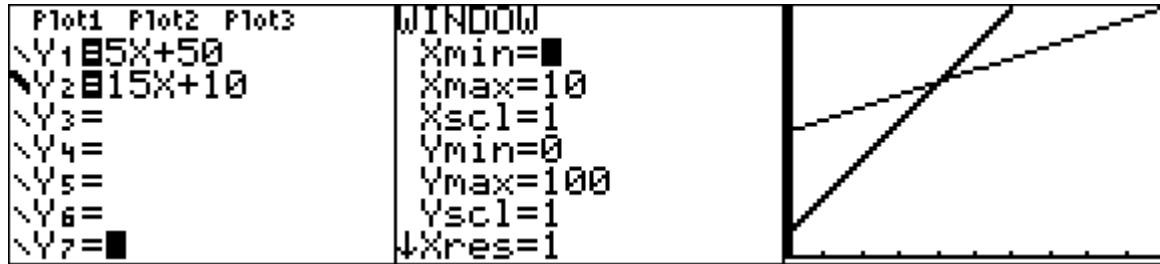 Plot1 Plot2 Plot3
\Y1=5X+50
\Y2=15X+10
\Y3=
\Y4=
\Y5=
\Y6=
\Y7=
WINDOW
Xmin=
Xmax=10
Xscl=1
Ymin=0
Ymax=100
Yscl=1
↓Xres=1